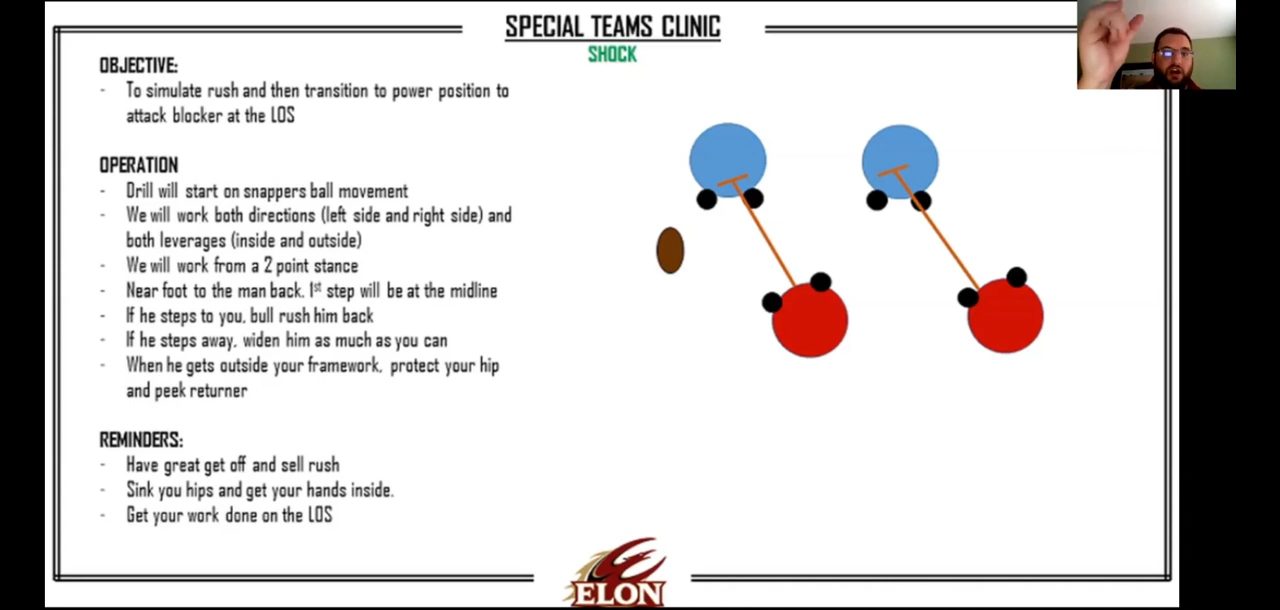 SPECIAL TEAMS CLINIC
SHOCK
OBJECTIVE:
- To simulate rush and then transition to power position to
attack blocker at the LOS
OPERATION
- Drill will start on snappers ball movement
- We will work both directions (left side and right side) and
both leverages (inside and outside)
- We will work from a 2 point stance
- Near foot to the man back. 1st step will be at the midline
- If he steps to you, bull rush him back
- If he steps away, widen him as much as you can
- When he gets outside your framework, protect your hip
and peek returner
REMINDERS:
- Have great get off and sell rush
- Sink you hips and get your hands inside.
- Get your work done on the LOS
ELON